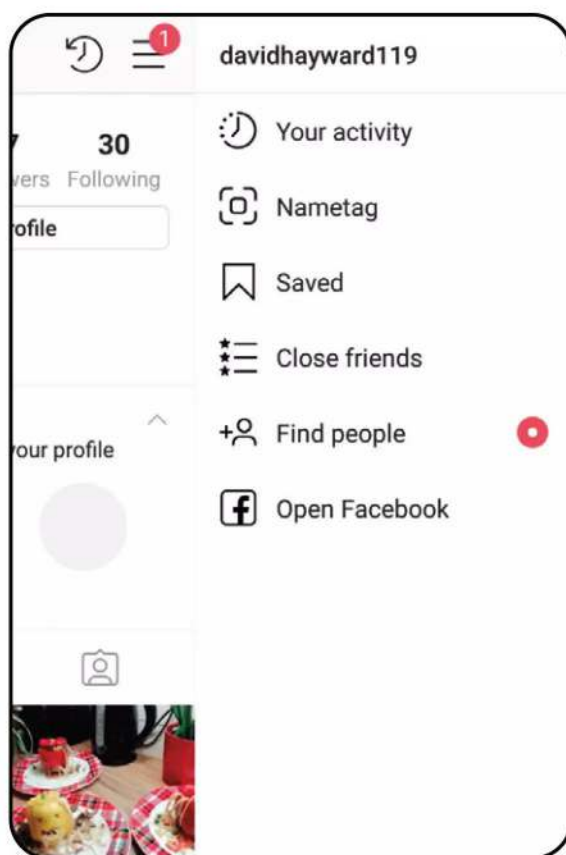 1
davidhayward119
30
Following
Your activity
Nametag
Saved
Close friends
Find people
Open Facebook